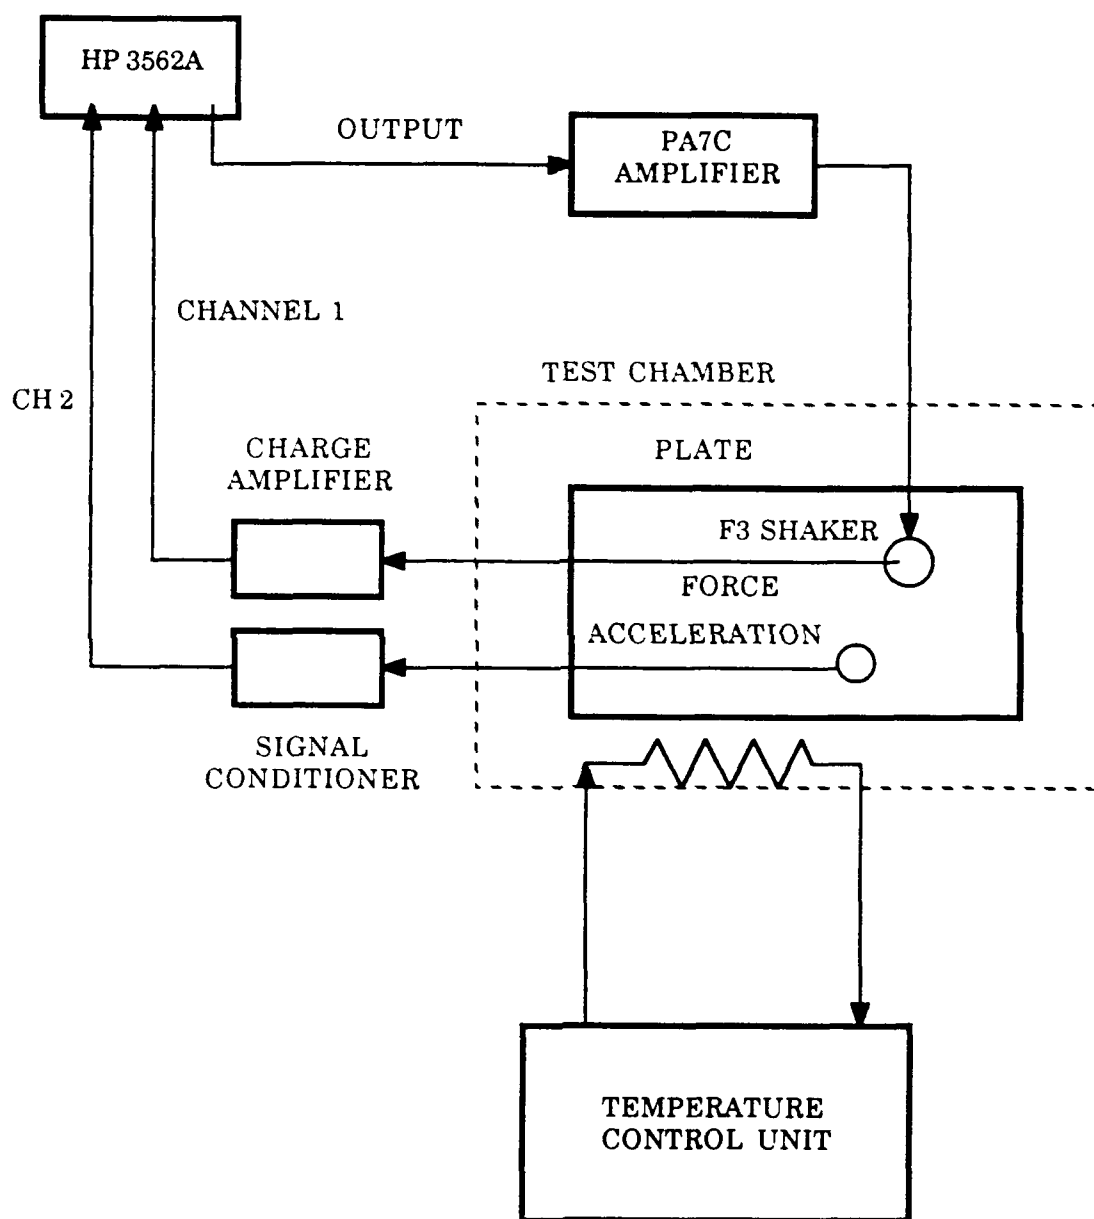 HP 3562A
OUTPUT
PA7C
AMPLIFIER
CHANNEL 1
CH 2
TEST CHAMBER
CHARGE
AMPLIFIER
PLATE
F3 SHAKER
FORCE
ACCELERATION
SIGNAL
CONDITIONER
TEMPERATURE
CONTROL UNIT